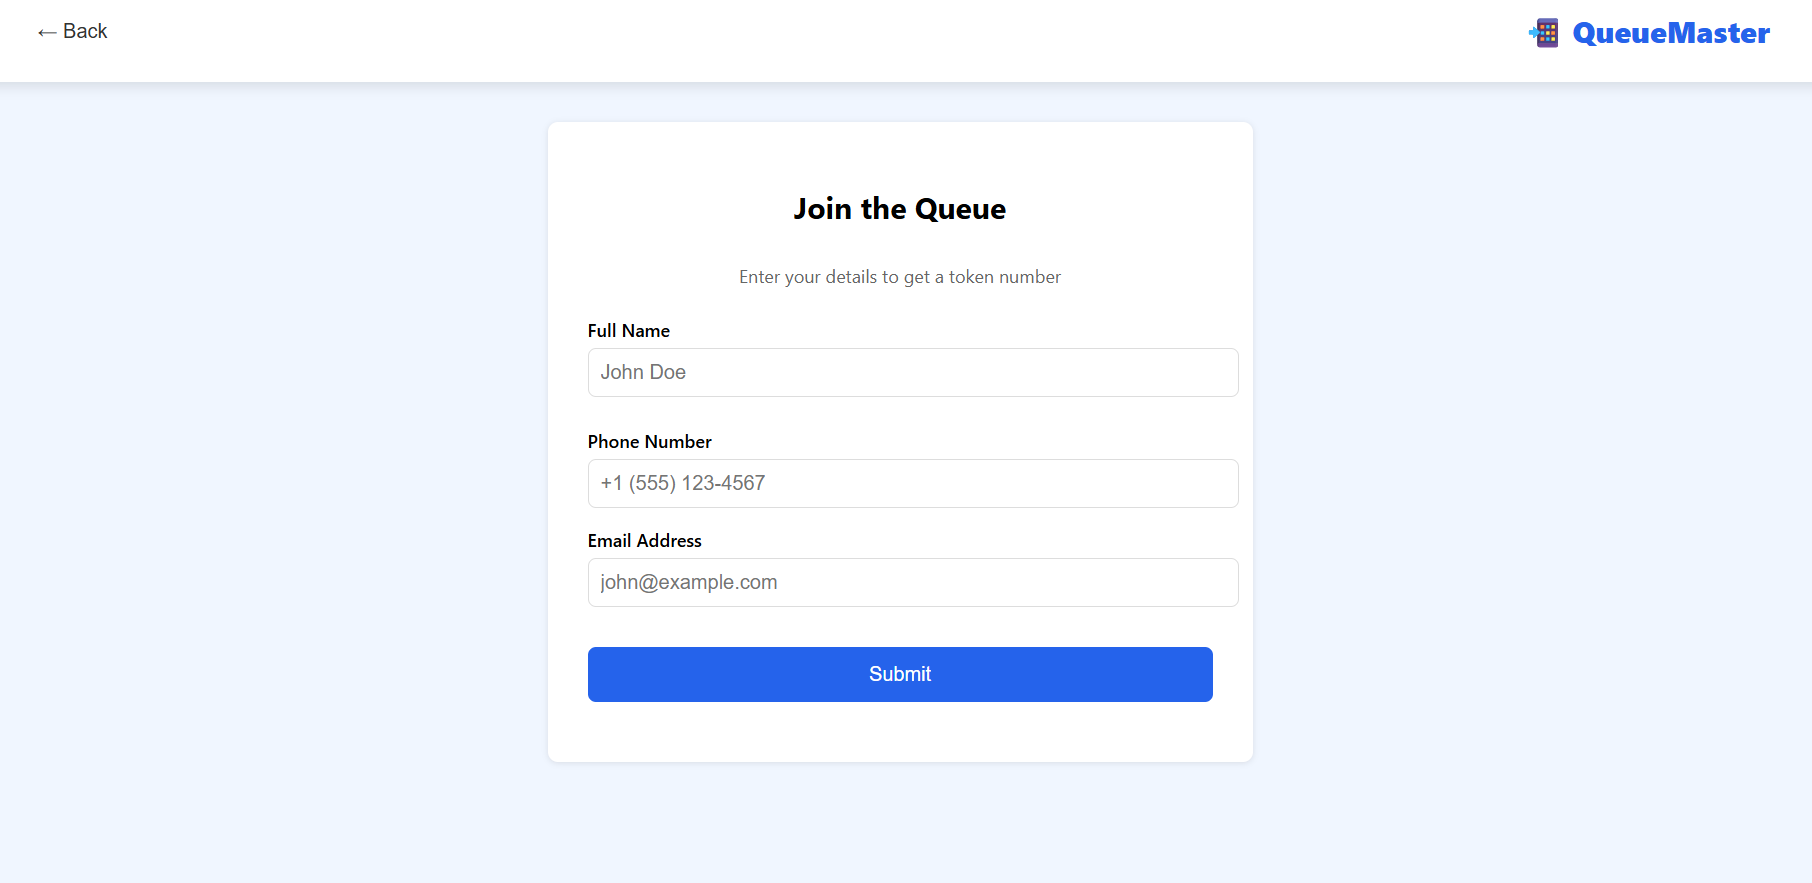 ← Back
QueueMaster
Join the Queue
Enter your details to get a token number
Full Name
John Doe
Phone Number
+1 (555) 123-4567
Email Address
john@example.com
Submit